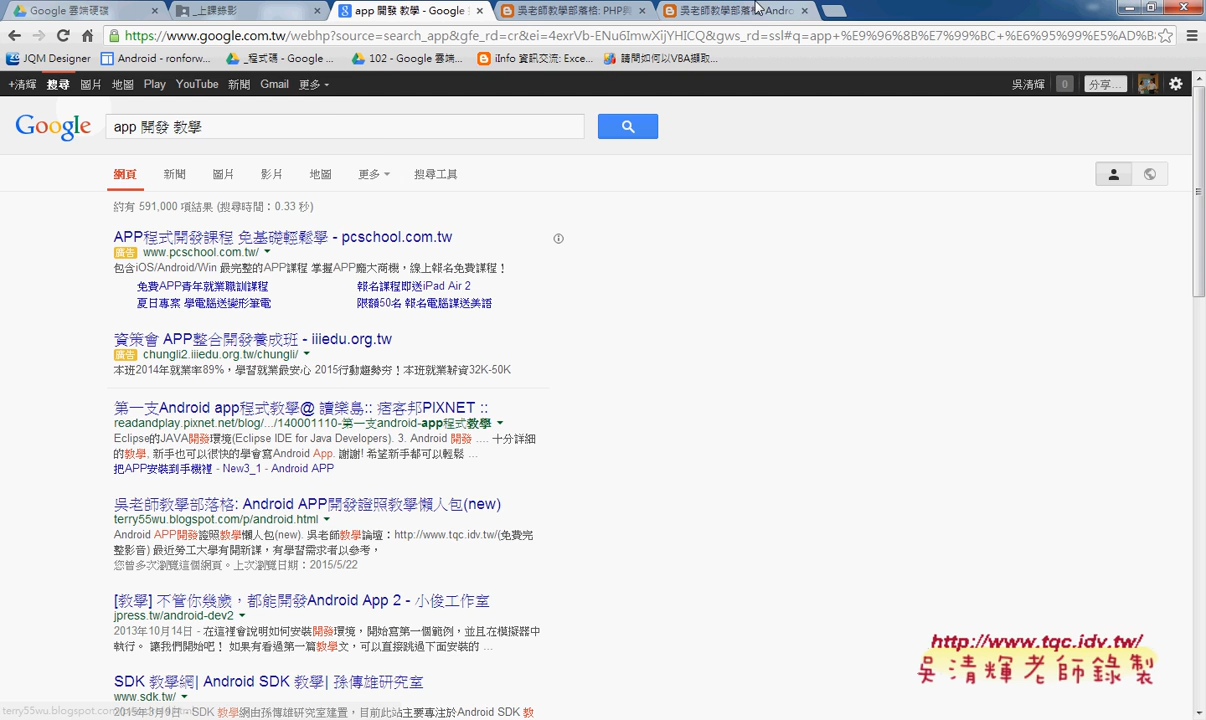 Google 雲端硬碟
_上課錄影
app 開發 教學 - Google
吳老師教學部落格: PHP與
吳老師教學部落格: Andro
https://www.google.com.tw/webhp?source=search_app&gfe_rd=cr&ei=4exrVb-ENu6ImwXijYHICQ&gws_rd=ssl#q=app+%E9%96%8B%E7%99%BC+%E6%95%99%E5%AD%B
JQM Designer
Android - ronforw...
_程式碼 - Google ...
102 - Google 雲端...
iInfo 資訊交流: Exce...
請問如何以VBA擷取...
+清輝 搜尋 圖片 地圖 Play YouTube 新聞 Gmail 更多
吳清輝 0 分享...
Google
app 開發 教學
網頁 新聞 圖片 影片 地圖 更多 搜尋工具
約有 591,000 項結果 (搜尋時間：0.33 秒)
APP程式開發課程 免基礎輕鬆學 - pcschool.com.tw
廣告 www.pcschool.com.tw/
包含iOS/Android/Win 最完整的APP課程 掌握APP龐大商機，線上報名免費課程！
免費APP青年就業職訓課程 報名課程即送iPad Air 2
夏日專案 學電腦送變形筆電 限額50名 報名電腦課送美語
資策會 APP整合開發養成班 - iiiedu.org.tw
廣告 chungli2.iiiedu.org.tw/chungli/
本班2014年就業率89%，學習就業最安心 2015行動趨勢夯！本班就業薪資32K-50K
第一支Android app程式教學@ 讀樂島:: 痞客邦PIXNET ::
readandplay.pixnet.net/blog/.../140001110-第一支android-app程式教學
Eclipse的JAVA開發環境(Eclipse IDE for Java Developers). 3. Android 開發 .... 十分詳細
的教學, 新手也可以很快的學會寫Android App. 謝謝! 希望新手都可以輕鬆 ...
把APP安裝到手機裡 - New3_1 - Android APP
吳老師教學部落格: Android APP開發證照教學懶人包(new)
terry55wu.blogspot.com/p/android.html
Android APP開發證照教學懶人包(new). 吳老師教學論壇：http://www.tqc.idv.tw/(免費完
整影音) 最近勞工大學有開新課，有學習需求者以參考，
您曾多次瀏覽這個網頁。上次瀏覽日期：2015/5/22
[教學] 不管你幾歲，都能開發Android App 2 - 小俊工作室
jpress.tw/android-dev2
2013年10月14日 - 在這裡會說明如何安裝開發環境，開始寫第一個範例，並且在模擬器中
執行。 讓我們開始吧！ 如果有看過第一篇教學文，可以直接跳過下面安裝的 ...
SDK 教學網| Android SDK 教學| 孫傳雄研究室
www.sdk.tw/
2015年3月9日 - SDK 教學網由孫傳雄研究室建置，目前此站主要專注於Android SDK 教
http://www.tqc.idv.tw/
吳清輝老師錄製